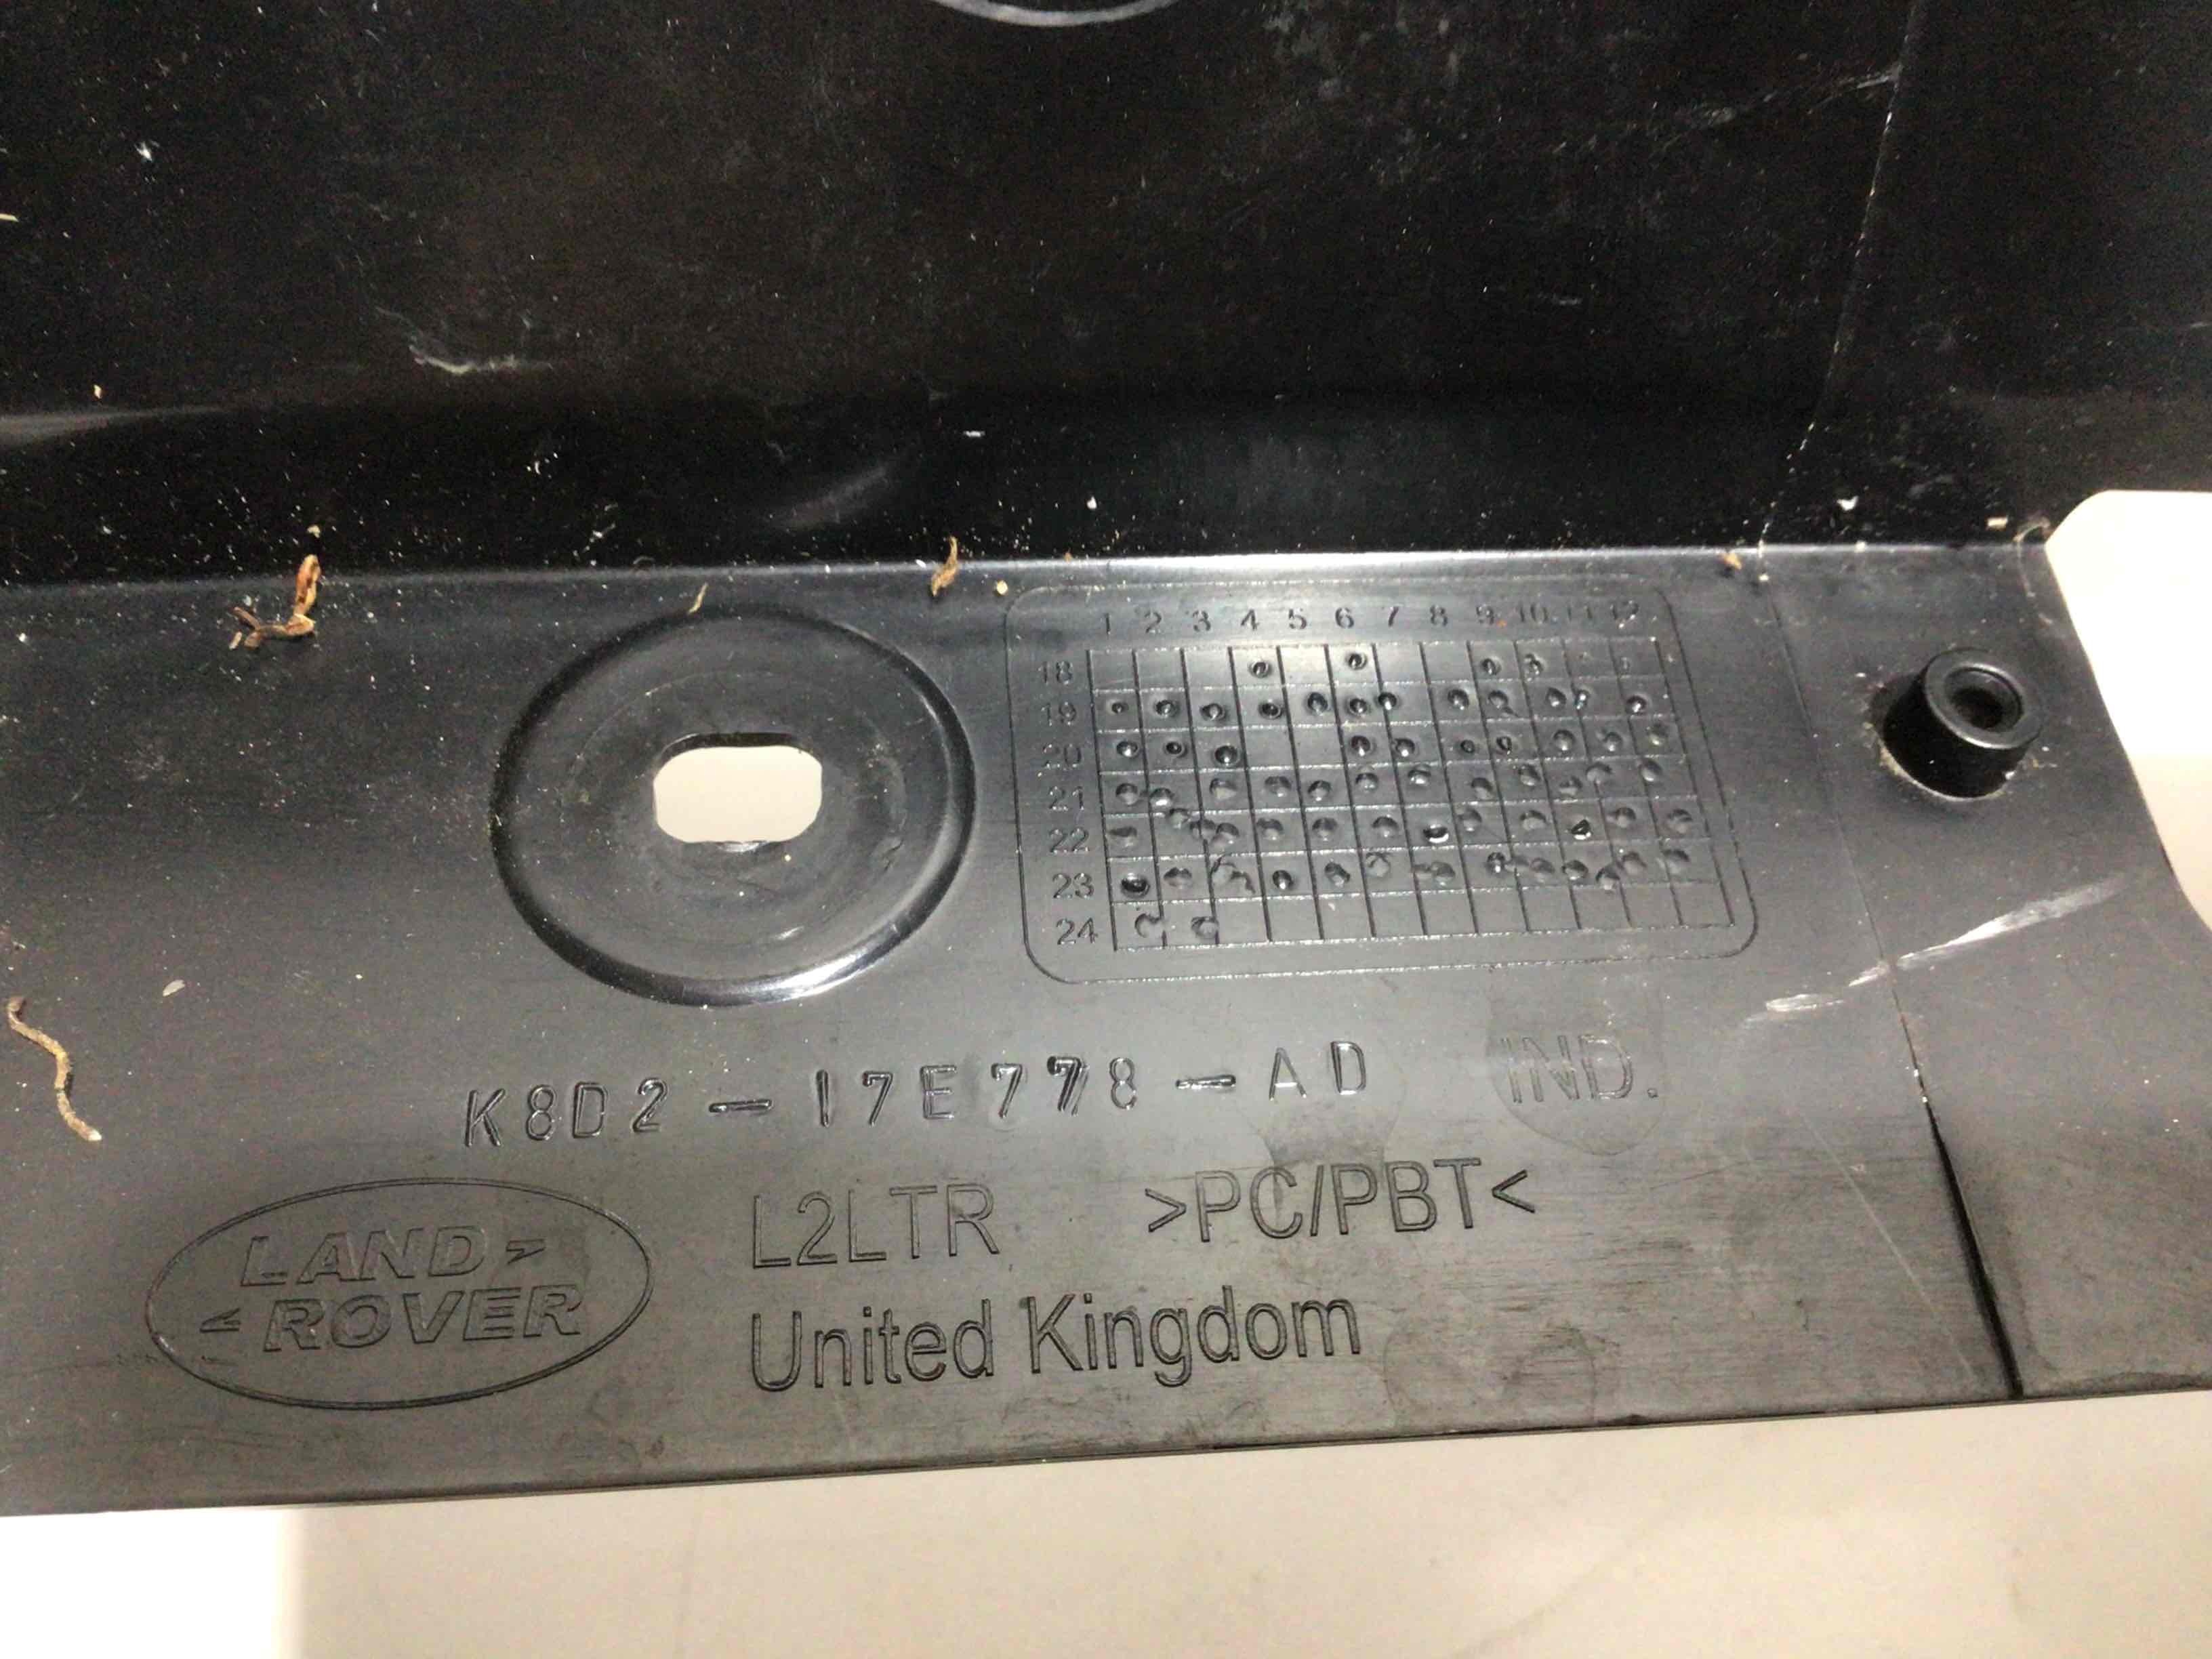 1 2 3 4 5 6 7 8 9 10 11 12
18
19
20
21
22
23
24
K8D2-17E778-AD IND.
LAND
ROVER
L2LTR >PC/PBT<
United Kingdom